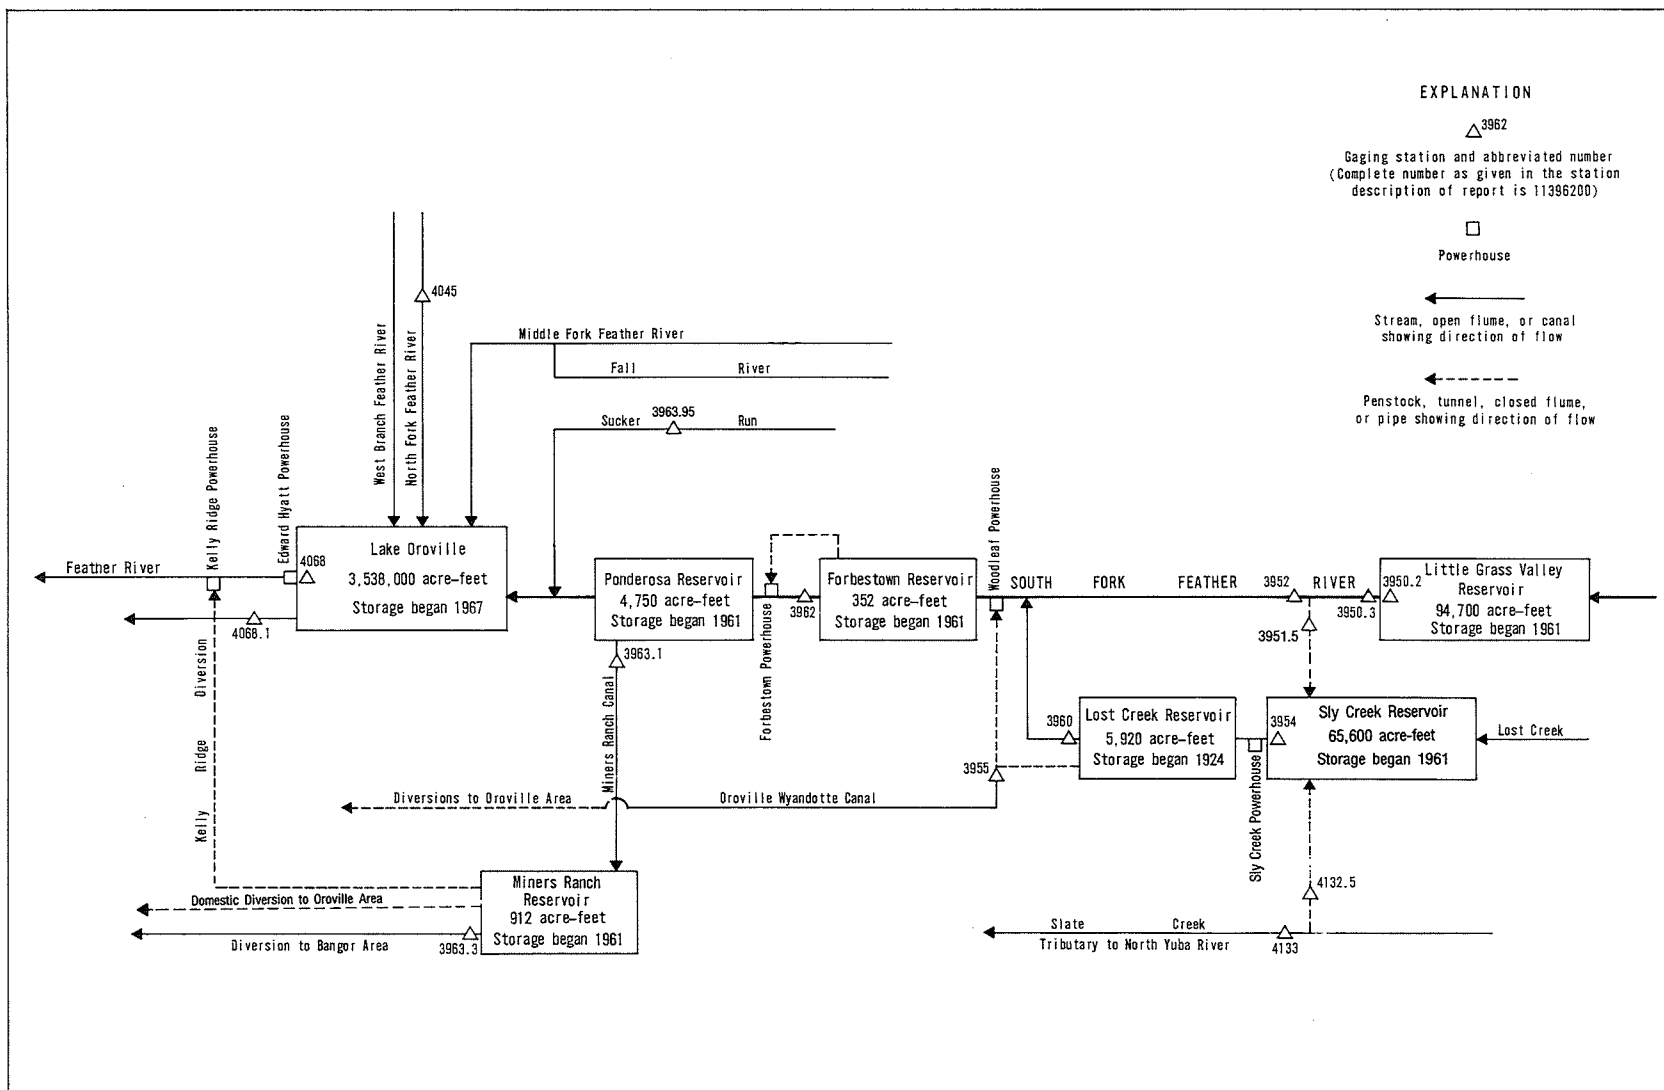 EXPLANATION
3962
Gaging station and abbreviated number
(Complete number as given in the station
description of report is 11396200)
Powerhouse
Stream, open flume, or canal
showing direction of flow
Penstock, tunnel, closed flume,
or pipe showing direction of flow
West Branch Feather River
North Fork Feather River
4045
Middle Fork Feather River
Fall River
Sucker 3963.95 Run
Kelly Ridge Powerhouse
Edward Hyatt Powerhouse
Feather River
4068
4068.1
Lake Oroville
3,538,000 acre-feet
Storage began 1967
Ponderosa Reservoir
4,750 acre-feet
Storage began 1961
3963.1
Miners Ranch Canal
Forbestown Powerhouse
3962
Forbestown Reservoir
352 acre-feet
Storage began 1961
Woodleaf Powerhouse
SOUTH FORK FEATHER RIVER
3952
3950.3
3950.2
3951.5
Little Grass Valley
Reservoir
94,700 acre-feet
Storage began 1961
3960
Lost Creek Reservoir
5,920 acre-feet
Storage began 1924
3954
Sly Creek Powerhouse
Sly Creek Reservoir
65,600 acre-feet
Storage began 1961
Lost Creek
3955
Diversions to Oroville Area
Oroville Wyandotte Canal
Kelly Ridge Diversion
Miners Ranch
Reservoir
912 acre-feet
Storage began 1961
Domestic Diversion to Oroville Area
Diversion to Bangor Area
3963.3
4132.5
Slate Creek
Tributary to North Yuba River
4133